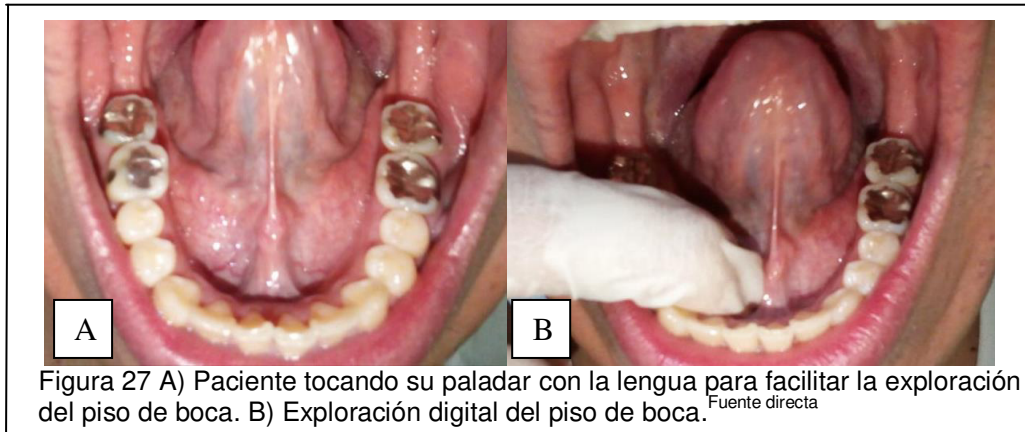 A
B
Figura 27 A) Paciente tocando su paladar con la lengua para facilitar la exploración
del piso de boca. B) Exploración digital del piso de boca.Fuente directa